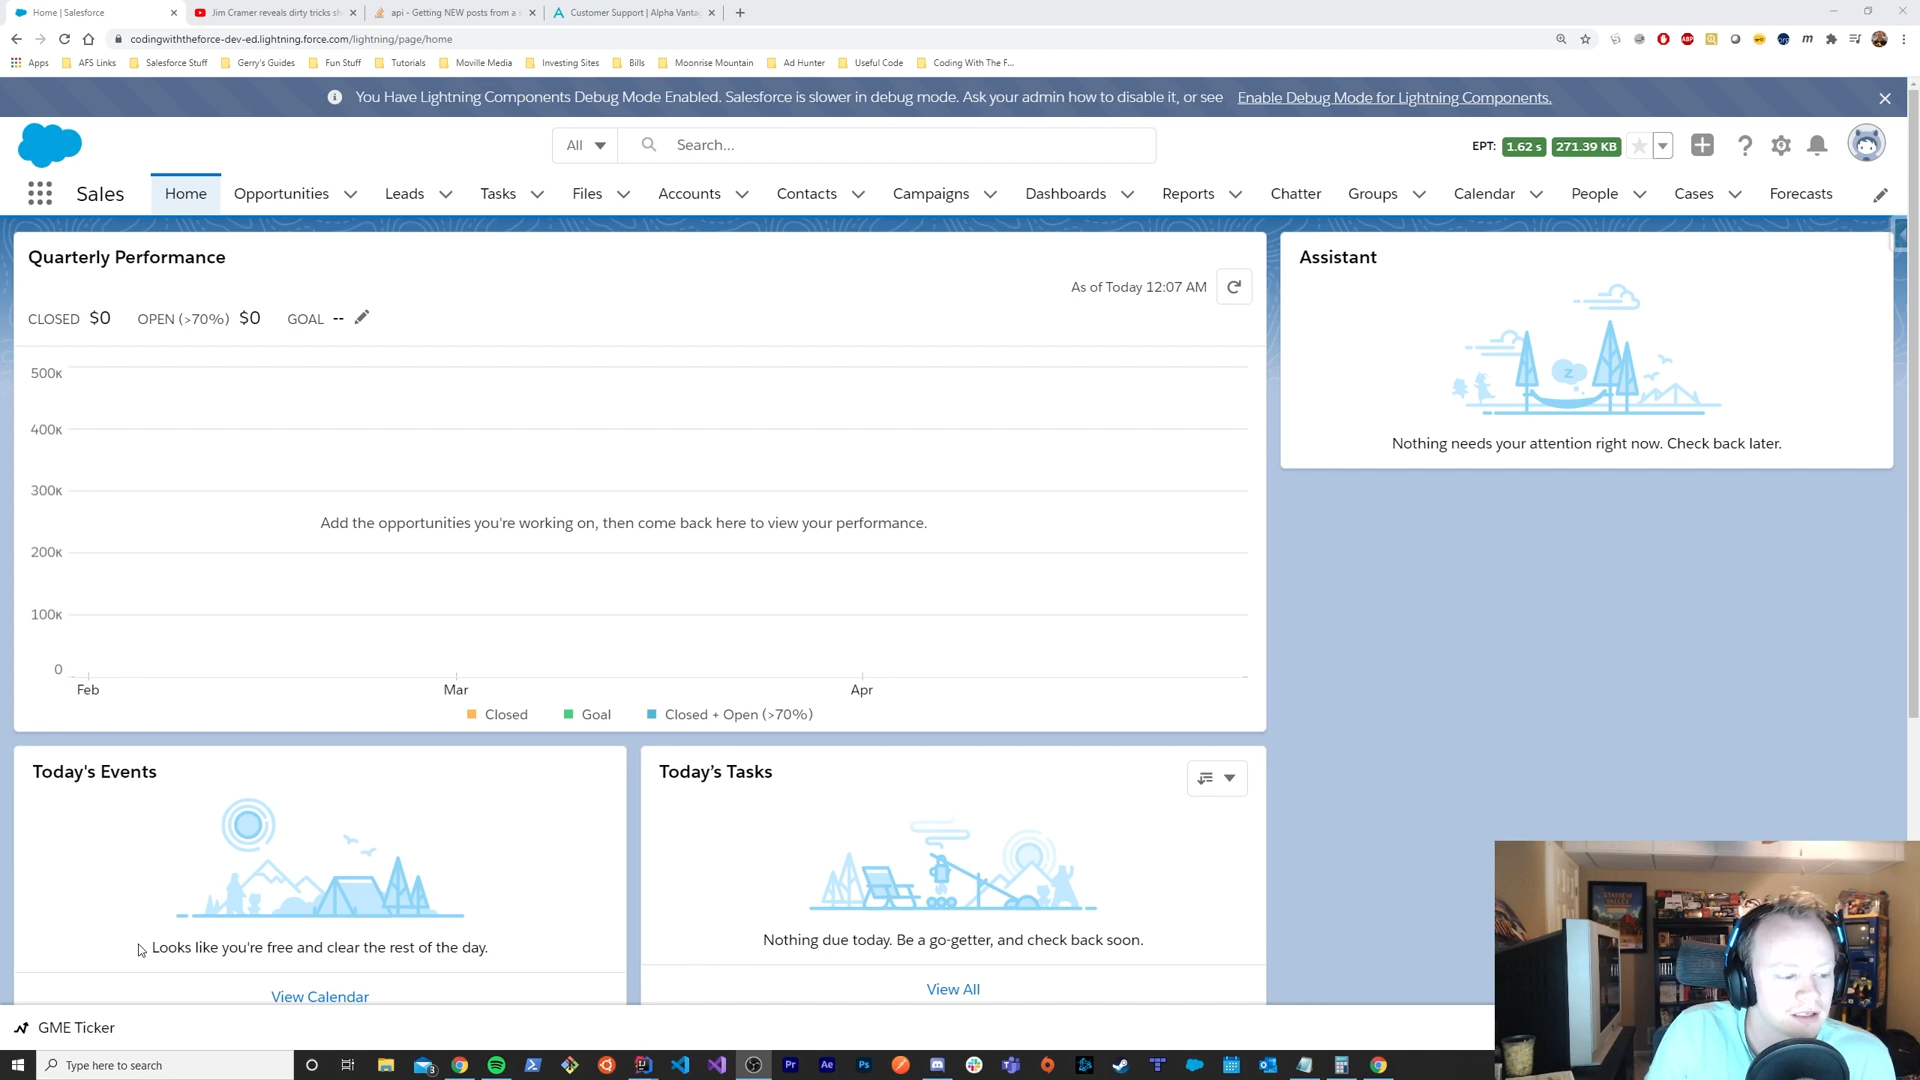 Home | Salesforce
Jim Cramer reveals dirty tricks sh
api - Getting NEW posts from a s
Customer Support | Alpha Vanta
codingwiththeforce-dev-ed.lightning.force.com/lightning/page/home
Apps AFS Links Salesforce Stuff Gerry's Guides Fun Stuff Tutorials Moville Media Investing Sites Bills Moonrise Mountain Ad Hunter Useful Code Coding With The F...
You Have Lightning Components Debug Mode Enabled. Salesforce is slower in debug mode. Ask your admin how to disable it, or see Enable Debug Mode for Lightning Components.
All Search... EPT: 1.62 s 271.39 KB
Sales Home Opportunities Leads Tasks Files Accounts Contacts Campaigns Dashboards Reports Chatter Groups Calendar People Cases Forecasts
Quarterly Performance
As of Today 12:07 AM
CLOSED $0 OPEN (>70%) $0 GOAL --
500K
400K
300K
Add the opportunities you're working on, then come back here to view your performance.
200K
100K
0
Feb Mar Apr
Closed Goal Closed + Open (>70%)
Assistant
Z
Nothing needs your attention right now. Check back later.
Today's Events
Looks like you're free and clear the rest of the day.
View Calendar
Today's Tasks
Nothing due today. Be a go-getter, and check back soon.
View All
GME Ticker
STARDEW VALLEY
Type here to search
3
Pr Ae Ps